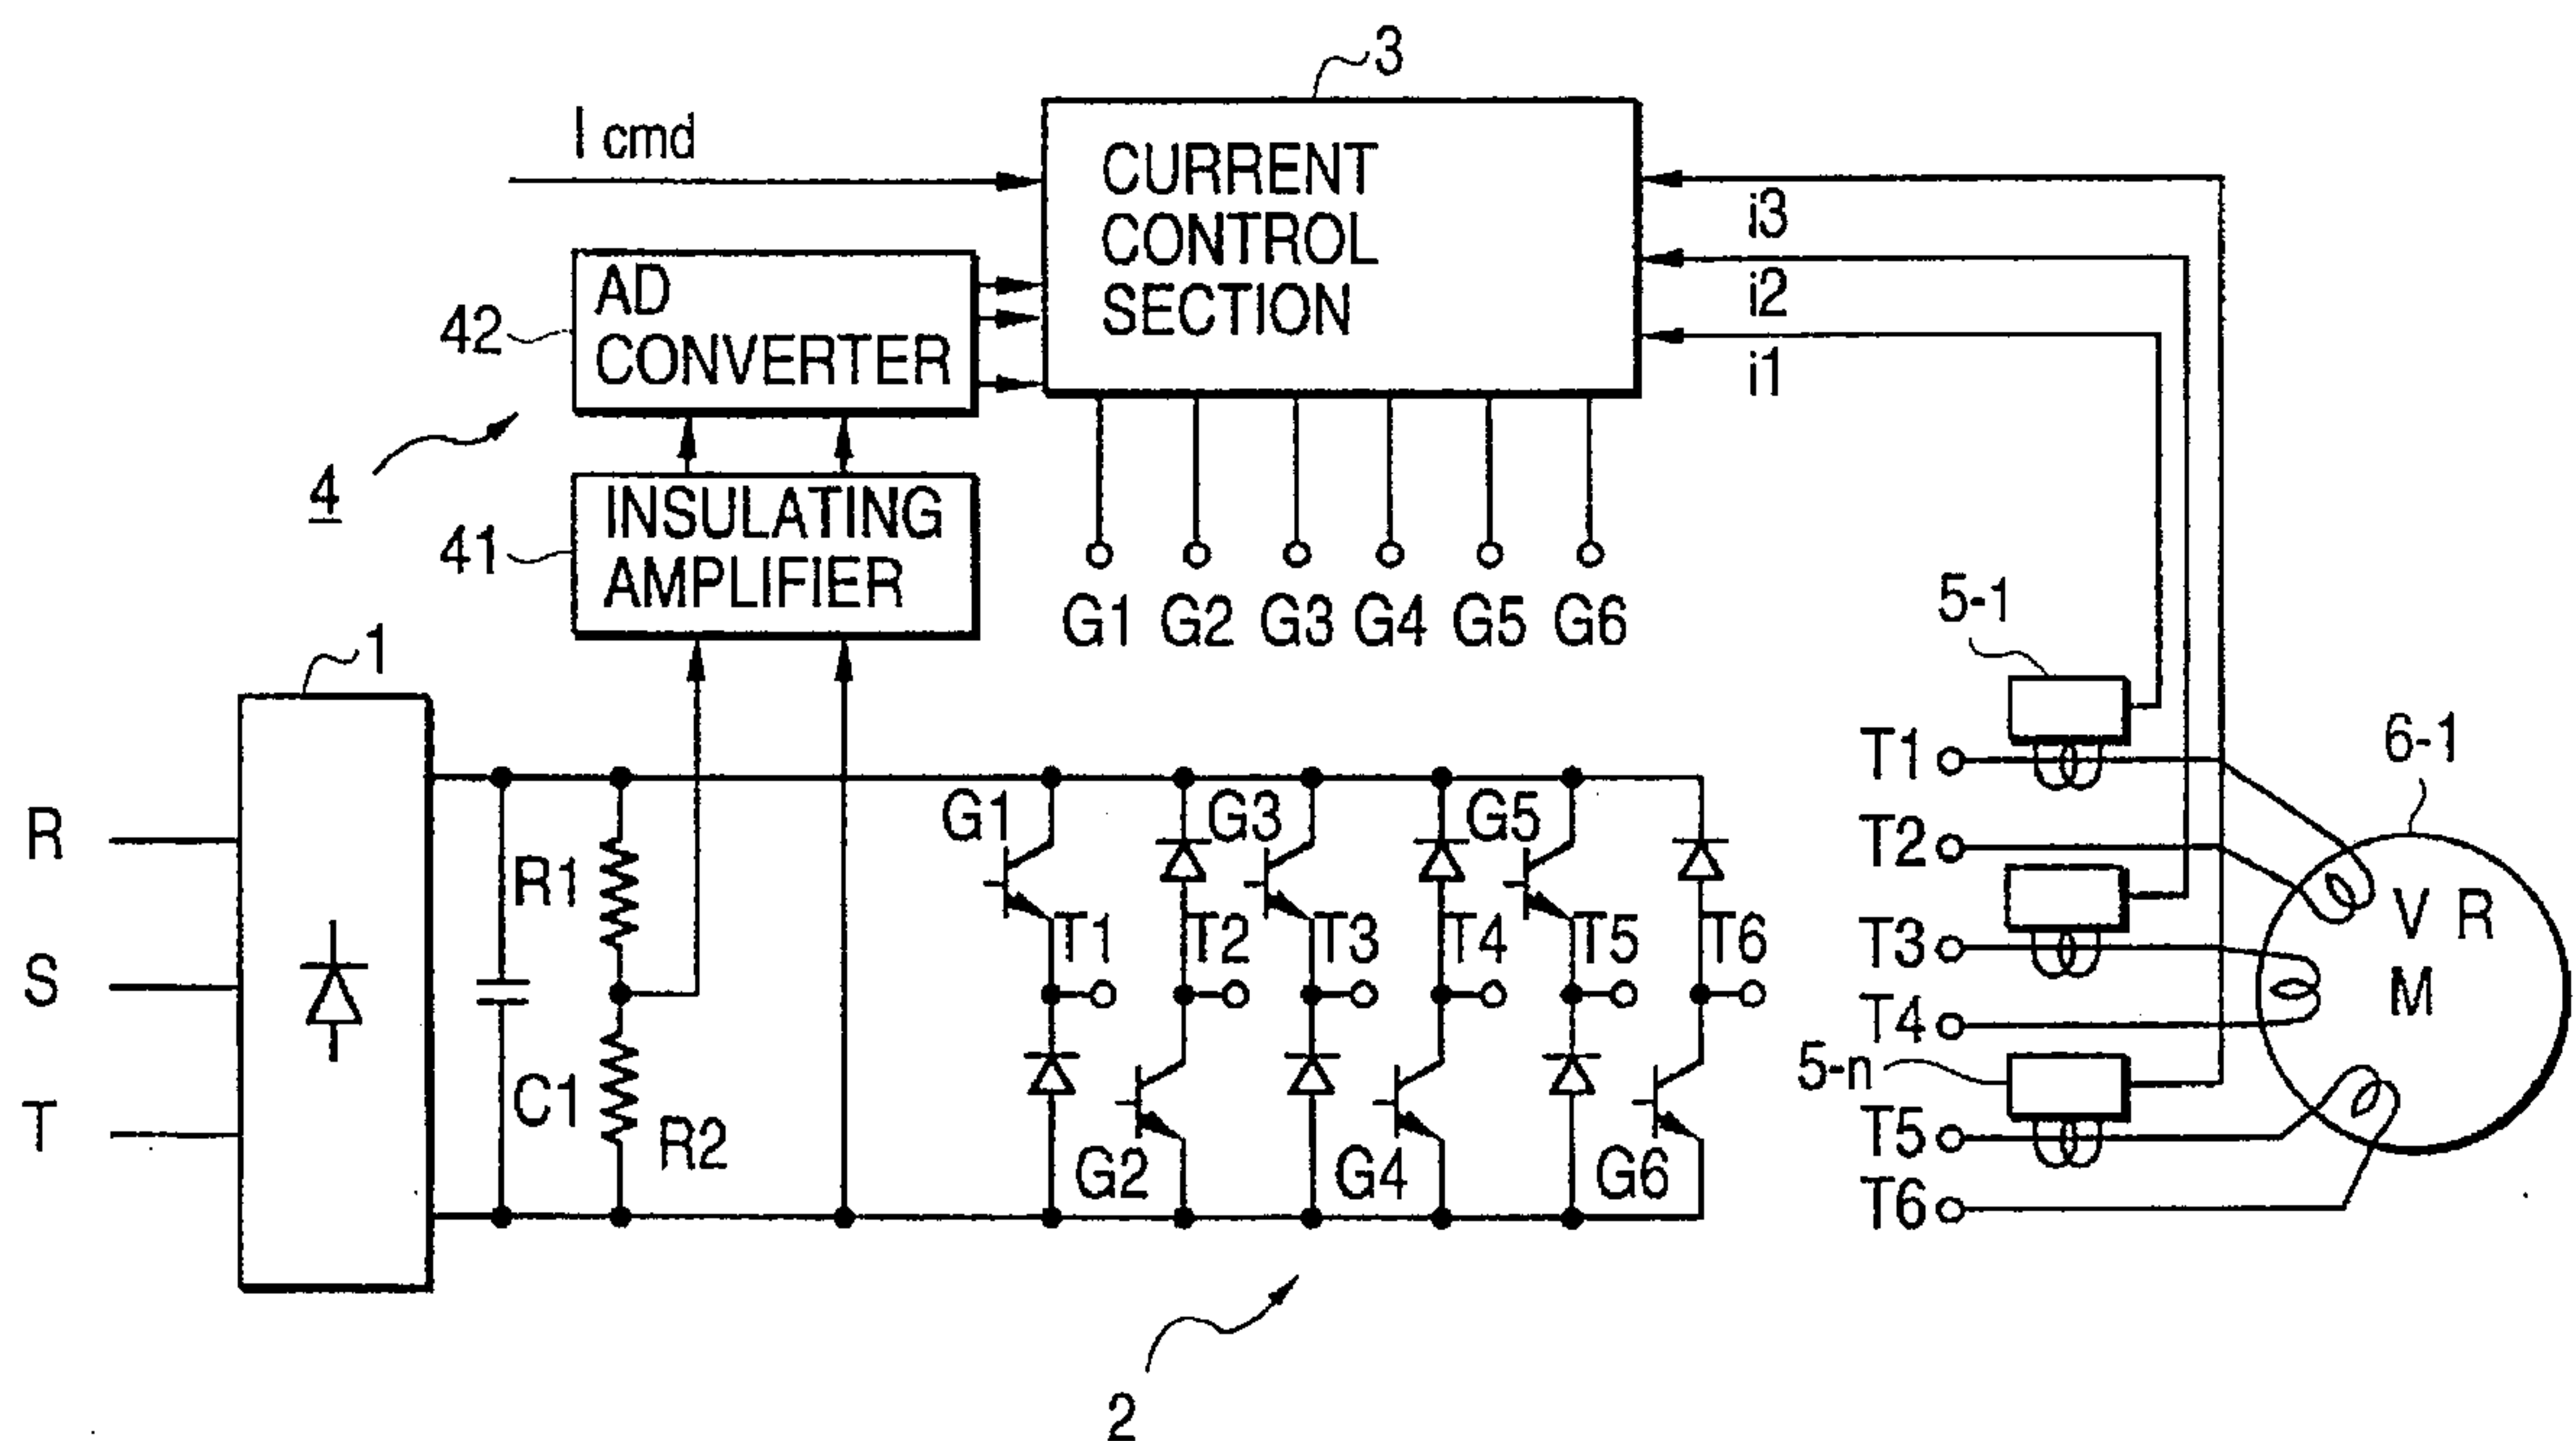 3
I cmd
CURRENT
CONTROL
SECTION
i3
i2
i1
AD
CONVERTER
42
4
INSULATING
AMPLIFIER
41
G1 G2 G3 G4 G5 G6
5-1
1
6-1
T1
T2
T3
T4
5-n
T5
T6
V R
M
R
S
T
R1
C1
R2
G1 G3 G5
T1 T2 T3 T4 T5 T6
G2 G4 G6
2